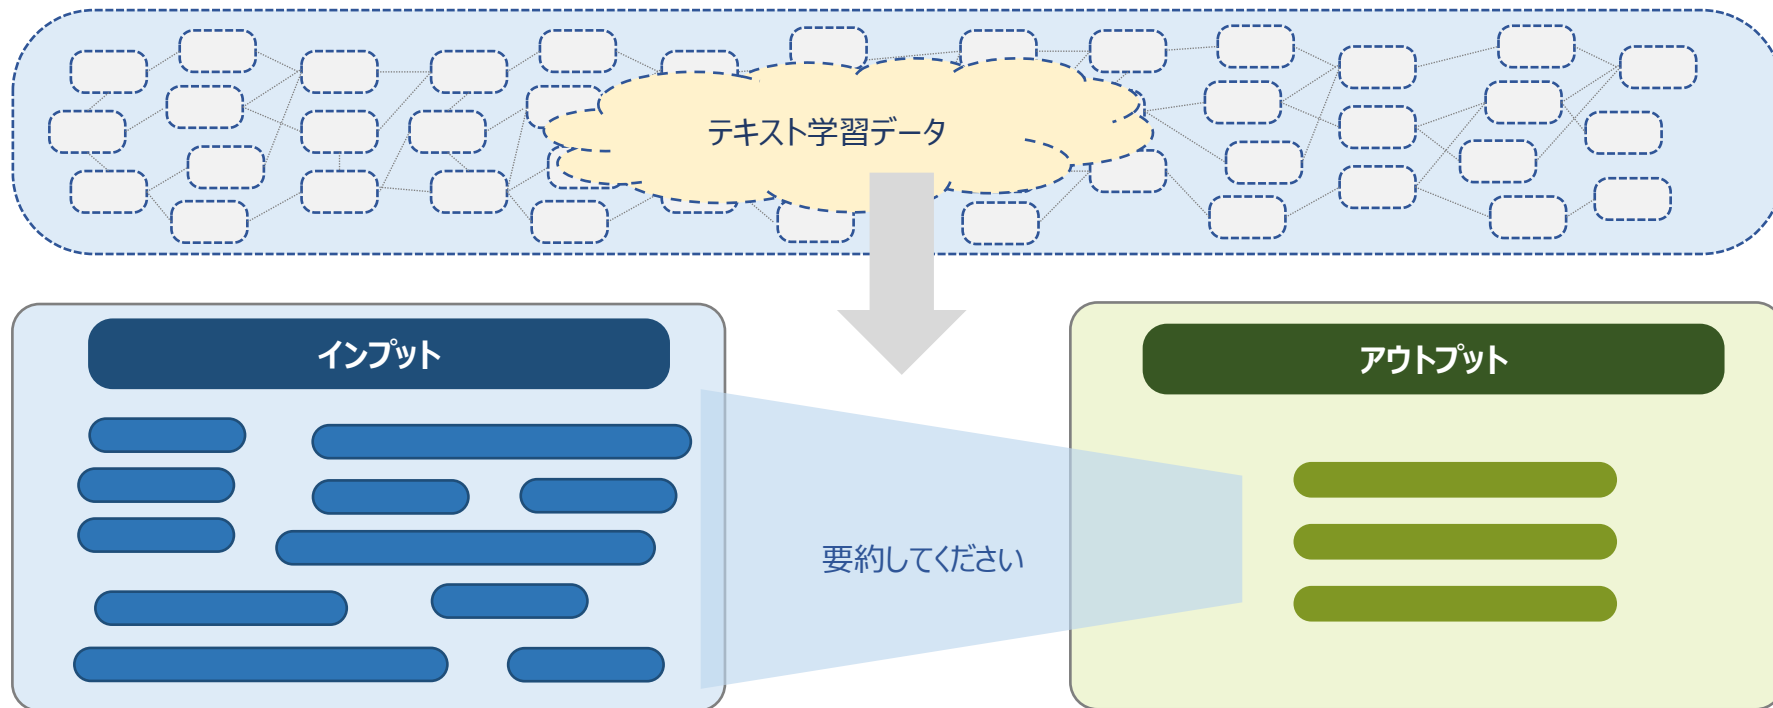 テキスト学習データ
インプット
アウトプット
要約してください